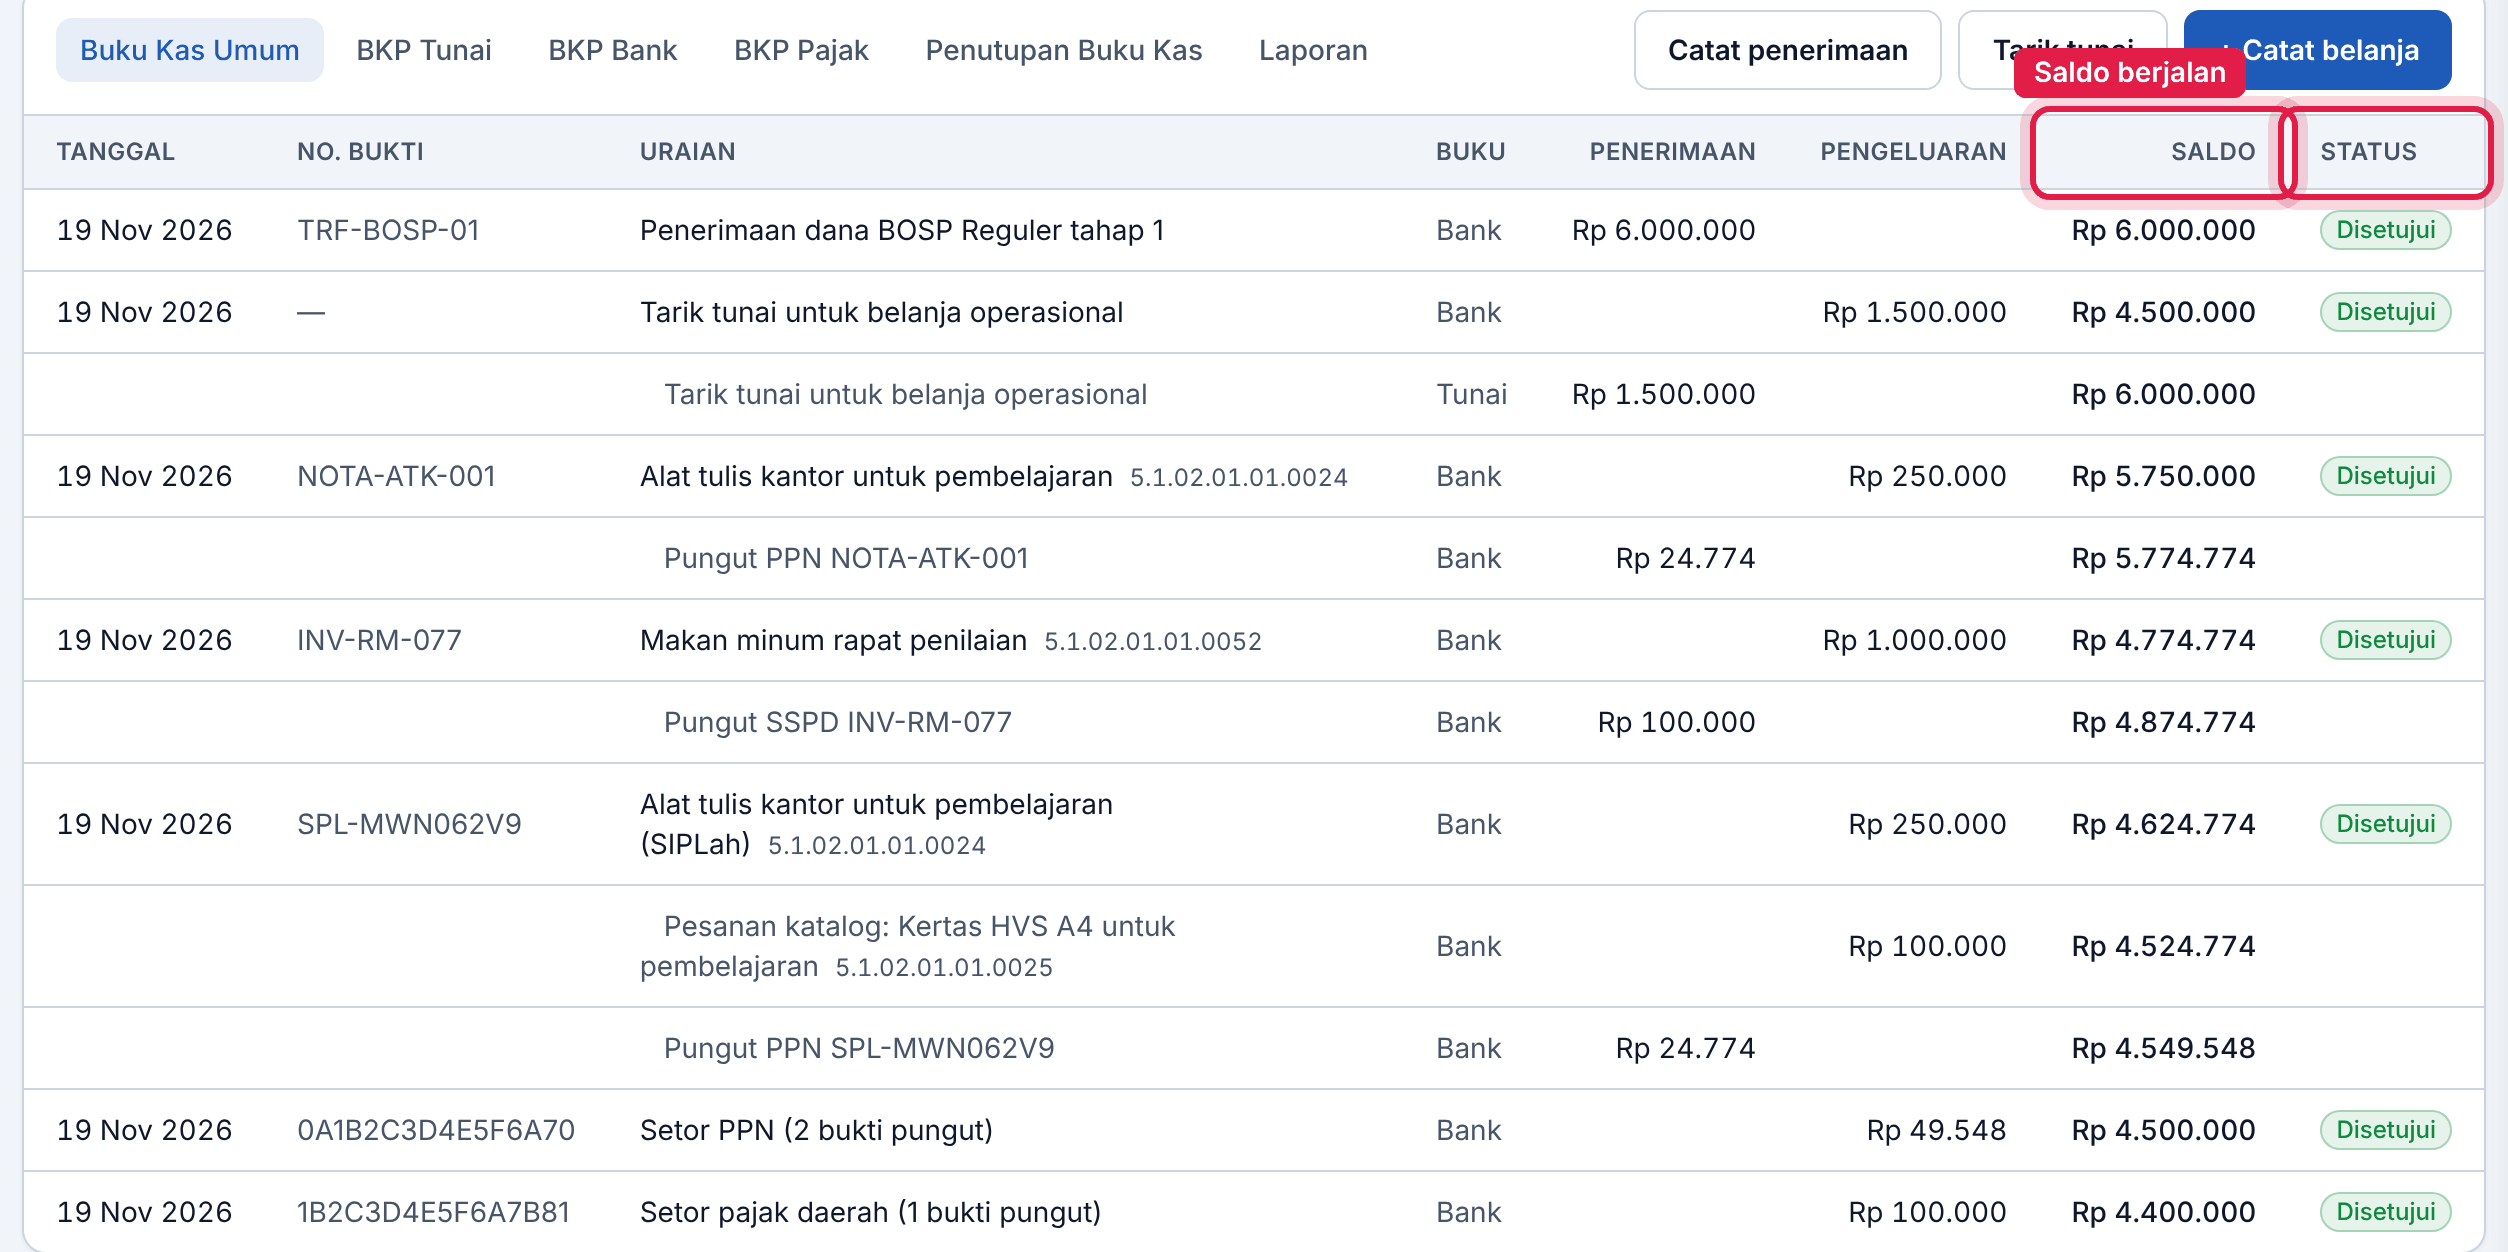 Buku Kas Umum BKP Tunai BKP Bank BKP Pajak Penutupan Buku Kas Laporan Catat penerimaan Tarik tunai Catat belanja
Saldo berjalan
TANGGAL NO. BUKTI URAIAN BUKU PENERIMAAN PENGELUARAN SALDO STATUS
19 Nov 2026 TRF-BOSP-01 Penerimaan dana BOSP Reguler tahap 1 Bank Rp 6.000.000 Rp 6.000.000 Disetujui
19 Nov 2026 — Tarik tunai untuk belanja operasional Bank Rp 1.500.000 Rp 4.500.000 Disetujui
Tarik tunai untuk belanja operasional Tunai Rp 1.500.000 Rp 6.000.000
19 Nov 2026 NOTA-ATK-001 Alat tulis kantor untuk pembelajaran 5.1.02.01.01.0024 Bank Rp 250.000 Rp 5.750.000 Disetujui
Pungut PPN NOTA-ATK-001 Bank Rp 24.774 Rp 5.774.774
19 Nov 2026 INV-RM-077 Makan minum rapat penilaian 5.1.02.01.01.0052 Bank Rp 1.000.000 Rp 4.774.774 Disetujui
Pungut SSPD INV-RM-077 Bank Rp 100.000 Rp 4.874.774
19 Nov 2026 SPL-MWN062V9 Alat tulis kantor untuk pembelajaran
(SIPLah) 5.1.02.01.01.0024 Bank Rp 250.000 Rp 4.624.774 Disetujui
Pesanan katalog: Kertas HVS A4 untuk
pembelajaran 5.1.02.01.01.0025 Bank Rp 100.000 Rp 4.524.774
Pungut PPN SPL-MWN062V9 Bank Rp 24.774 Rp 4.549.548
19 Nov 2026 0A1B2C3D4E5F6A70 Setor PPN (2 bukti pungut) Bank Rp 49.548 Rp 4.500.000 Disetujui
19 Nov 2026 1B2C3D4E5F6A7B81 Setor pajak daerah (1 bukti pungut) Bank Rp 100.000 Rp 4.400.000 Disetujui